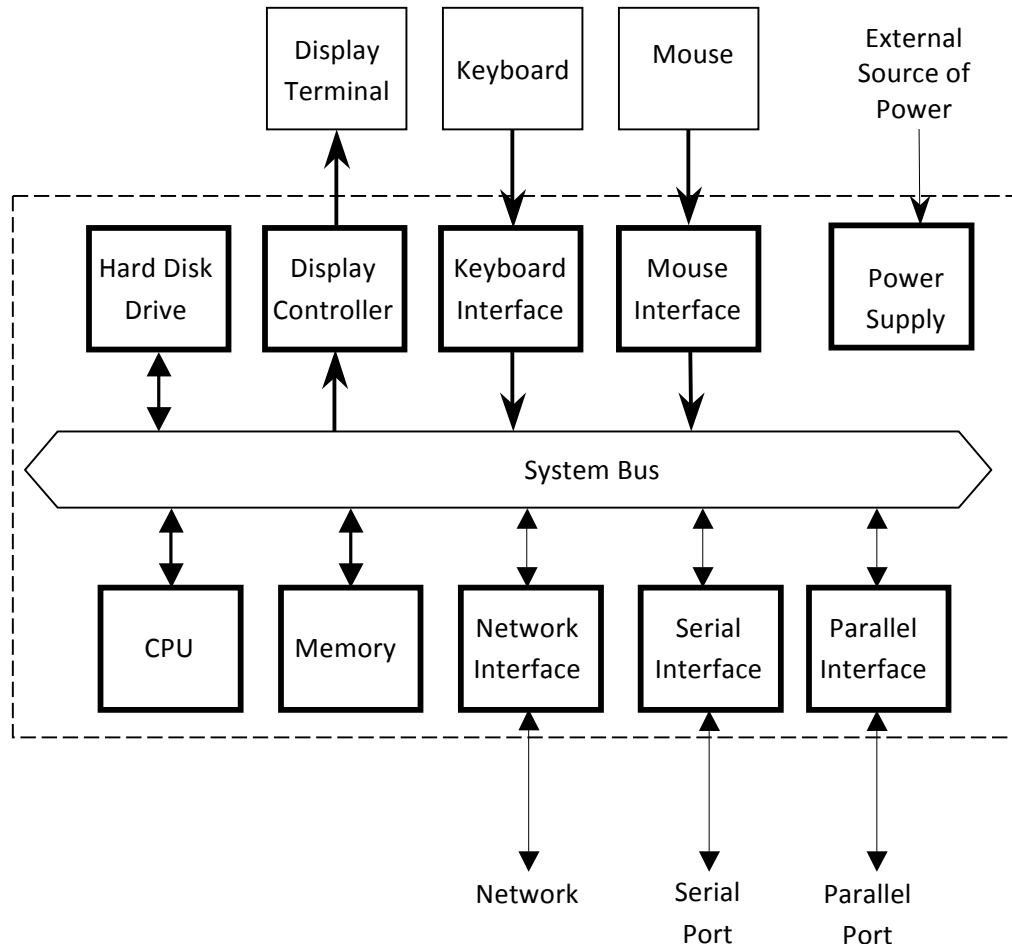 Display
Terminal
Keyboard
Mouse
External
Source of
Power
Hard Disk
Drive
Display
Controller
Keyboard
Interface
Mouse
Interface
Power
Supply
System Bus
CPU
Memory
Network
Interface
Serial
Interface
Parallel
Interface
Network
Serial
Port
Parallel
Port